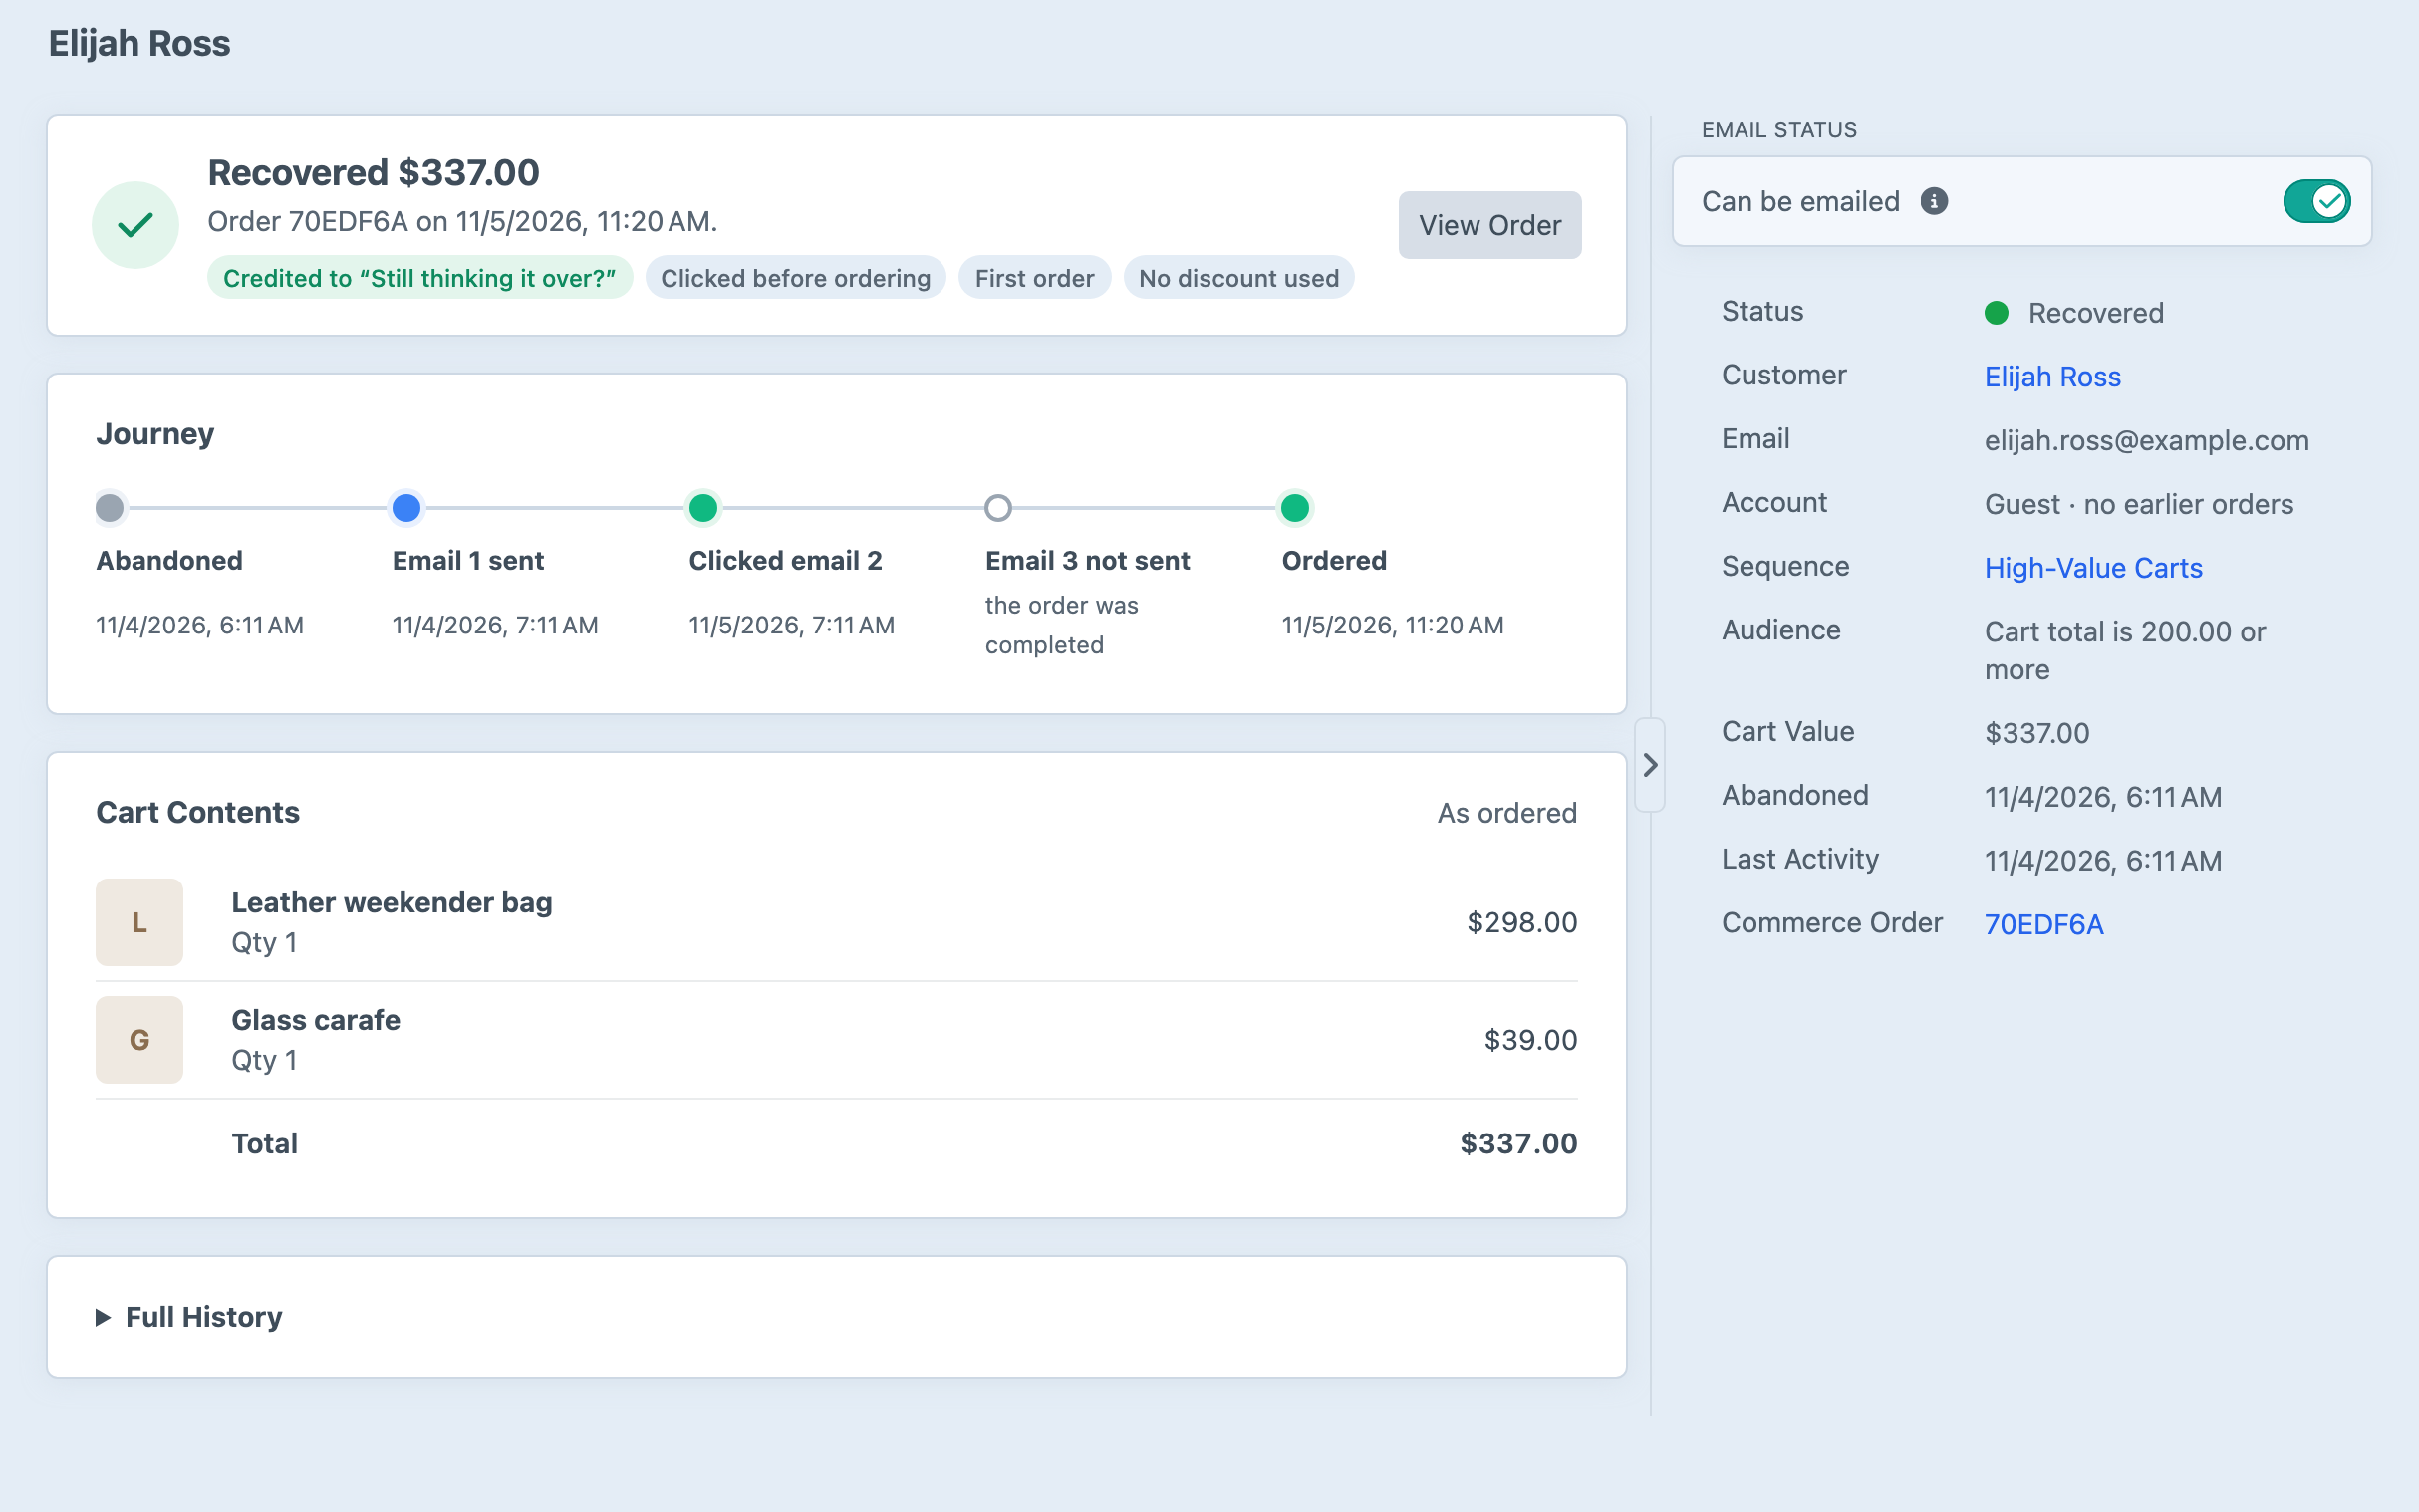 Elijah Ross
Recovered $337.00
Order 70EDF6A on 11/5/2026, 11:20 AM.
Credited to “Still thinking it over?”
Clicked before ordering
First order
No discount used
View Order
Journey
Abandoned
11/4/2026, 6:11 AM
Email 1 sent
11/4/2026, 7:11 AM
Clicked email 2
11/5/2026, 7:11 AM
Email 3 not sent
the order was
completed
Ordered
11/5/2026, 11:20 AM
Cart Contents
As ordered
L
Leather weekender bag
Qty 1
$298.00
G
Glass carafe
Qty 1
$39.00
Total
$337.00
Full History
EMAIL STATUS
Can be emailed
Status
Recovered
Customer
Elijah Ross
Email
elijah.ross@example.com
Account
Guest · no earlier orders
Sequence
High-Value Carts
Audience
Cart total is 200.00 or
more
Cart Value
$337.00
Abandoned
11/4/2026, 6:11 AM
Last Activity
11/4/2026, 6:11 AM
Commerce Order
70EDF6A